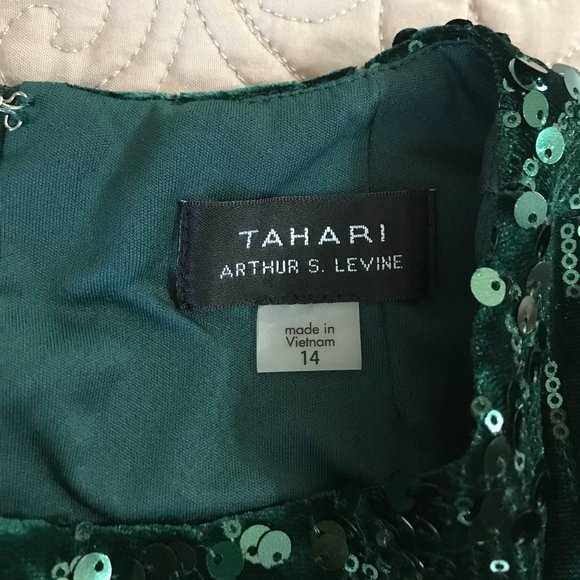 TAHARI
ARTHUR S. LEVINE
made in
Vietnam
14